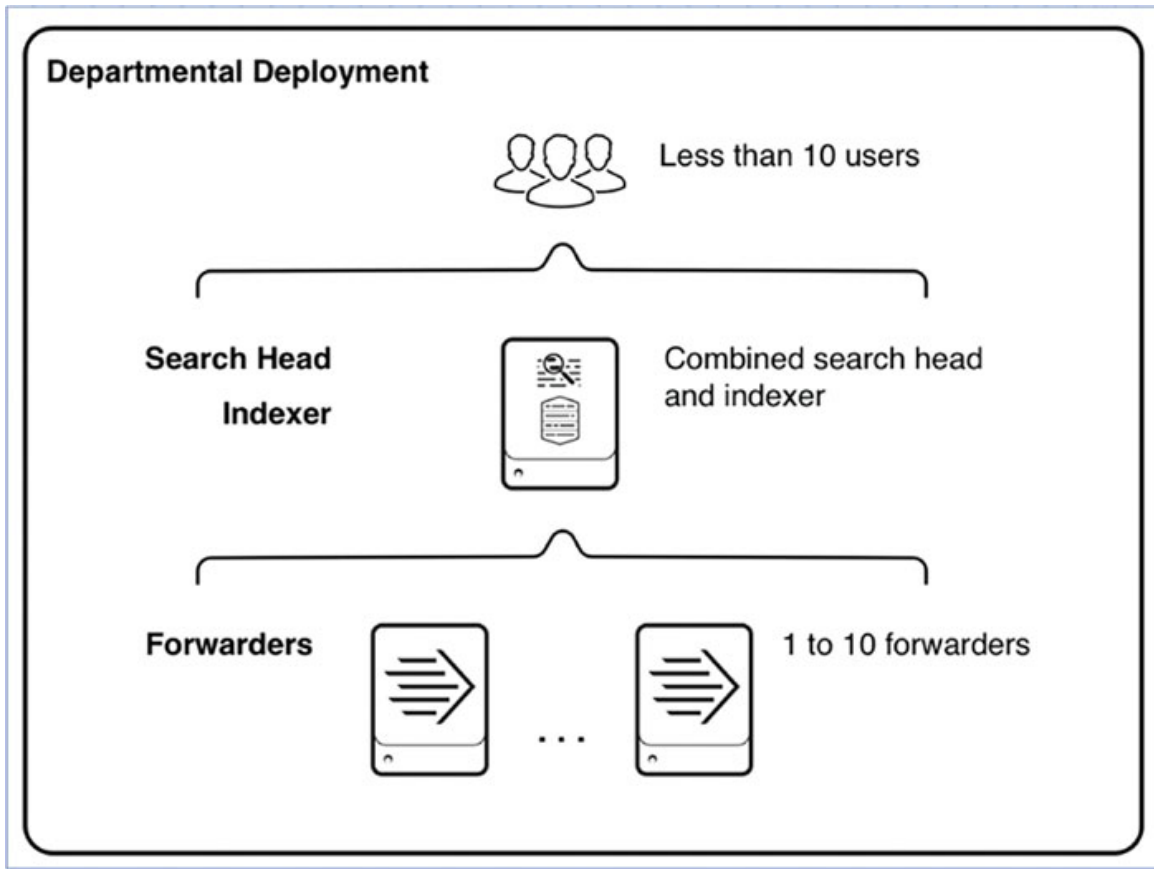 Departmental Deployment
Less than 10 users
Search Head
Indexer
Combined search head
and indexer
Forwarders
1 to 10 forwarders
...